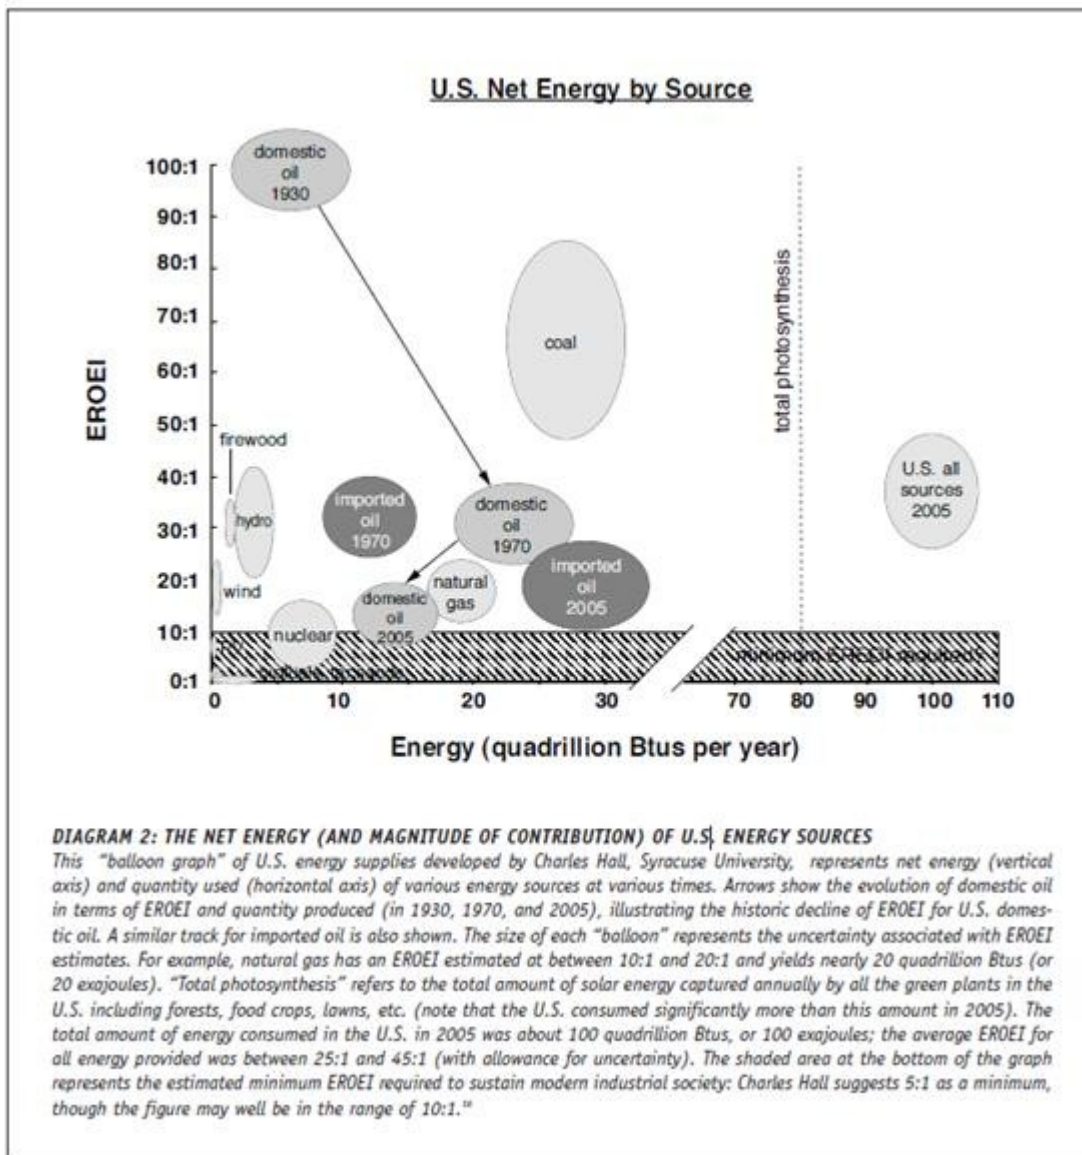 U.S. Net Energy by Source
100:1
90:1
80:1
70:1
60:1
50:1
40:1
30:1
20:1
10:1
0:1
EROEI
domestic
oil
1930
coal
total photosynthesis
firewood
hydro
wind
imported
oil
1970
domestic
oil
1970
U.S. all
sources
2005
natural
gas
imported
oil
2005
domestic
oil
2005
nuclear
PV
minimum EROEI required
0 10 20 30 70 80 90 100 110
Energy (quadrillion Btus per year)
DIAGRAM 2: THE NET ENERGY (AND MAGNITUDE OF CONTRIBUTION) OF U.S. ENERGY SOURCES
This "balloon graph" of U.S. energy supplies developed by Charles Hall, Syracuse University, represents net energy (vertical
axis) and quantity used (horizontal axis) of various energy sources at various times. Arrows show the evolution of domestic oil
in terms of EROEI and quantity produced (in 1930, 1970, and 2005), illustrating the historic decline of EROEI for U.S. domes-
tic oil. A similar track for imported oil is also shown. The size of each "balloon" represents the uncertainty associated with EROEI
estimates. For example, natural gas has an EROEI estimated at between 10:1 and 20:1 and yields nearly 20 quadrillion Btus (or
20 exajoules). "Total photosynthesis" refers to the total amount of solar energy captured annually by all the green plants in the
U.S. including forests, food crops, lawns, etc. (note that the U.S. consumed significantly more than this amount in 2005). The
total amount of energy consumed in the U.S. in 2005 was about 100 quadrillion Btus, or 100 exajoules; the average EROEI for
all energy provided was between 25:1 and 45:1 (with allowance for uncertainty). The shaded area at the bottom of the graph
represents the estimated minimum EROEI required to sustain modern industrial society: Charles Hall suggests 5:1 as a minimum,
though the figure may well be in the range of 10:1.